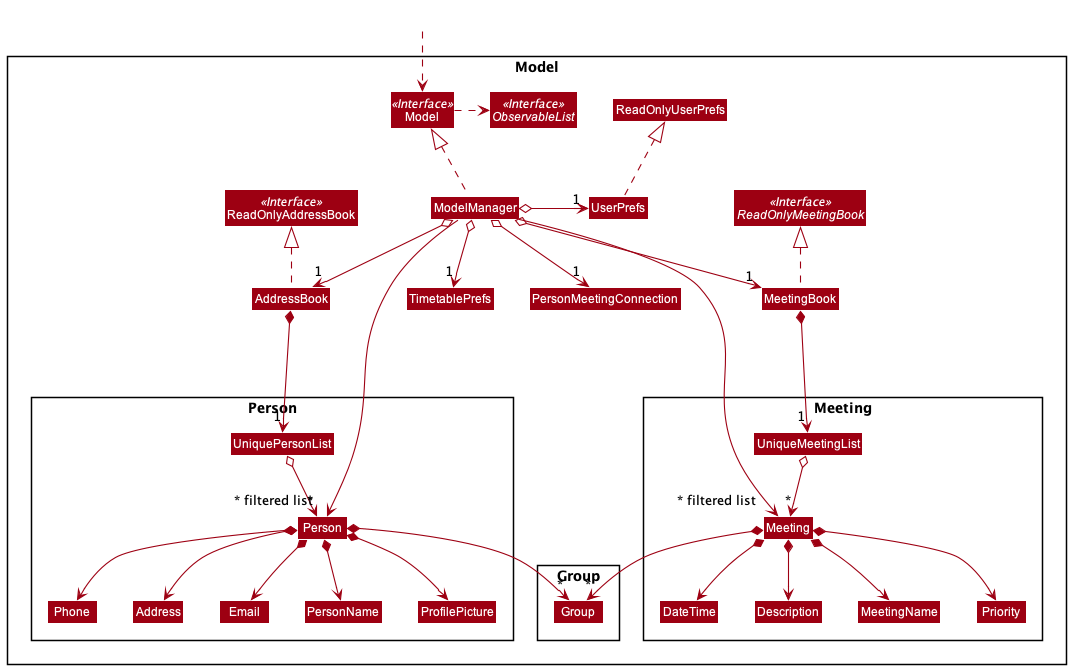 Model
«Interface»
Model
«Interface»
ObservableList
ReadOnlyUserPrefs
«Interface»
ReadOnlyAddressBook
ModelManager
1
UserPrefs
«Interface»
ReadOnlyMeetingBook
1
1
1
1
AddressBook
TimetablePrefs
PersonMeetingConnection
MeetingBook
Person
Meeting
1
1
UniquePersonList
UniqueMeetingList
* filtered list
*
* filtered list
*
Person
Meeting
Group
*
*
Phone
Address
Email
PersonName
ProfilePicture
Group
DateTime
Description
MeetingName
Priority